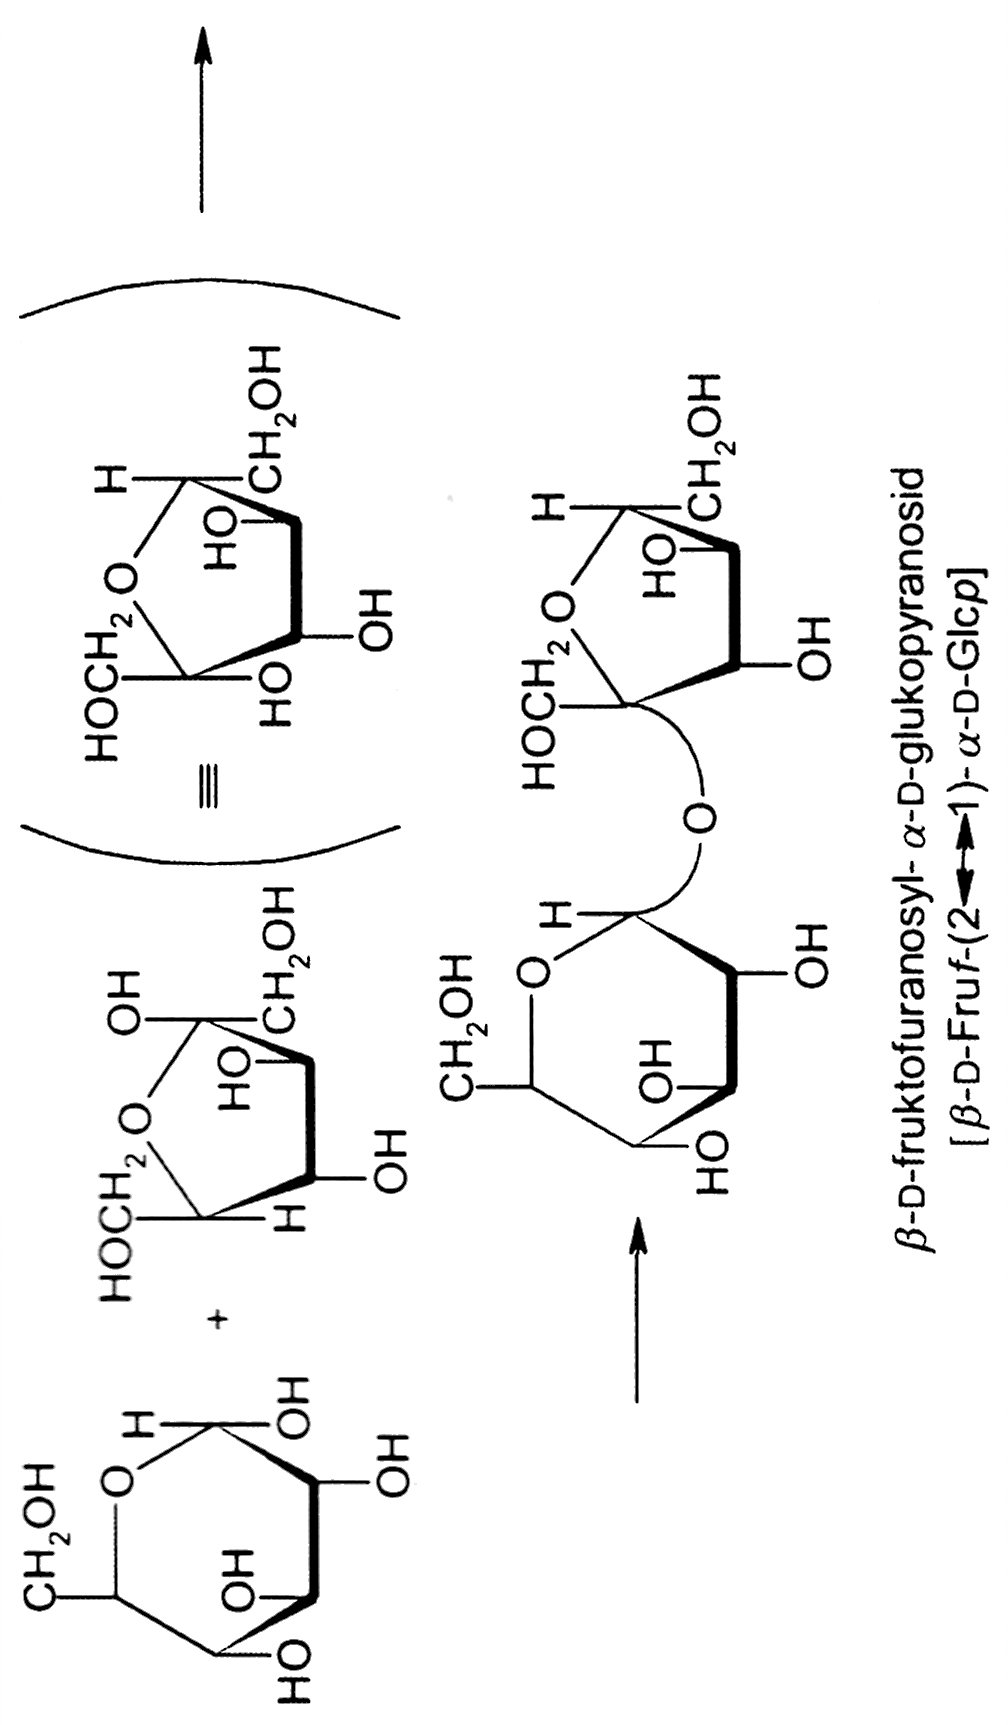 CH2OH
O
H
OH
OH
OH
HO
+
HOCH2
O
OH
CH2OH
HO
H
OH
≡
HOCH2
O
H
CH2OH
HO
HO
OH
CH2OH
O
H
OH
HO
OH
O
HOCH2
O
H
CH2OH
HO
OH
β-D-fruktofuranosyl- α-D-glukopyranosid
[β-D-Fruf-(2↔1)- α-D-Glcp]